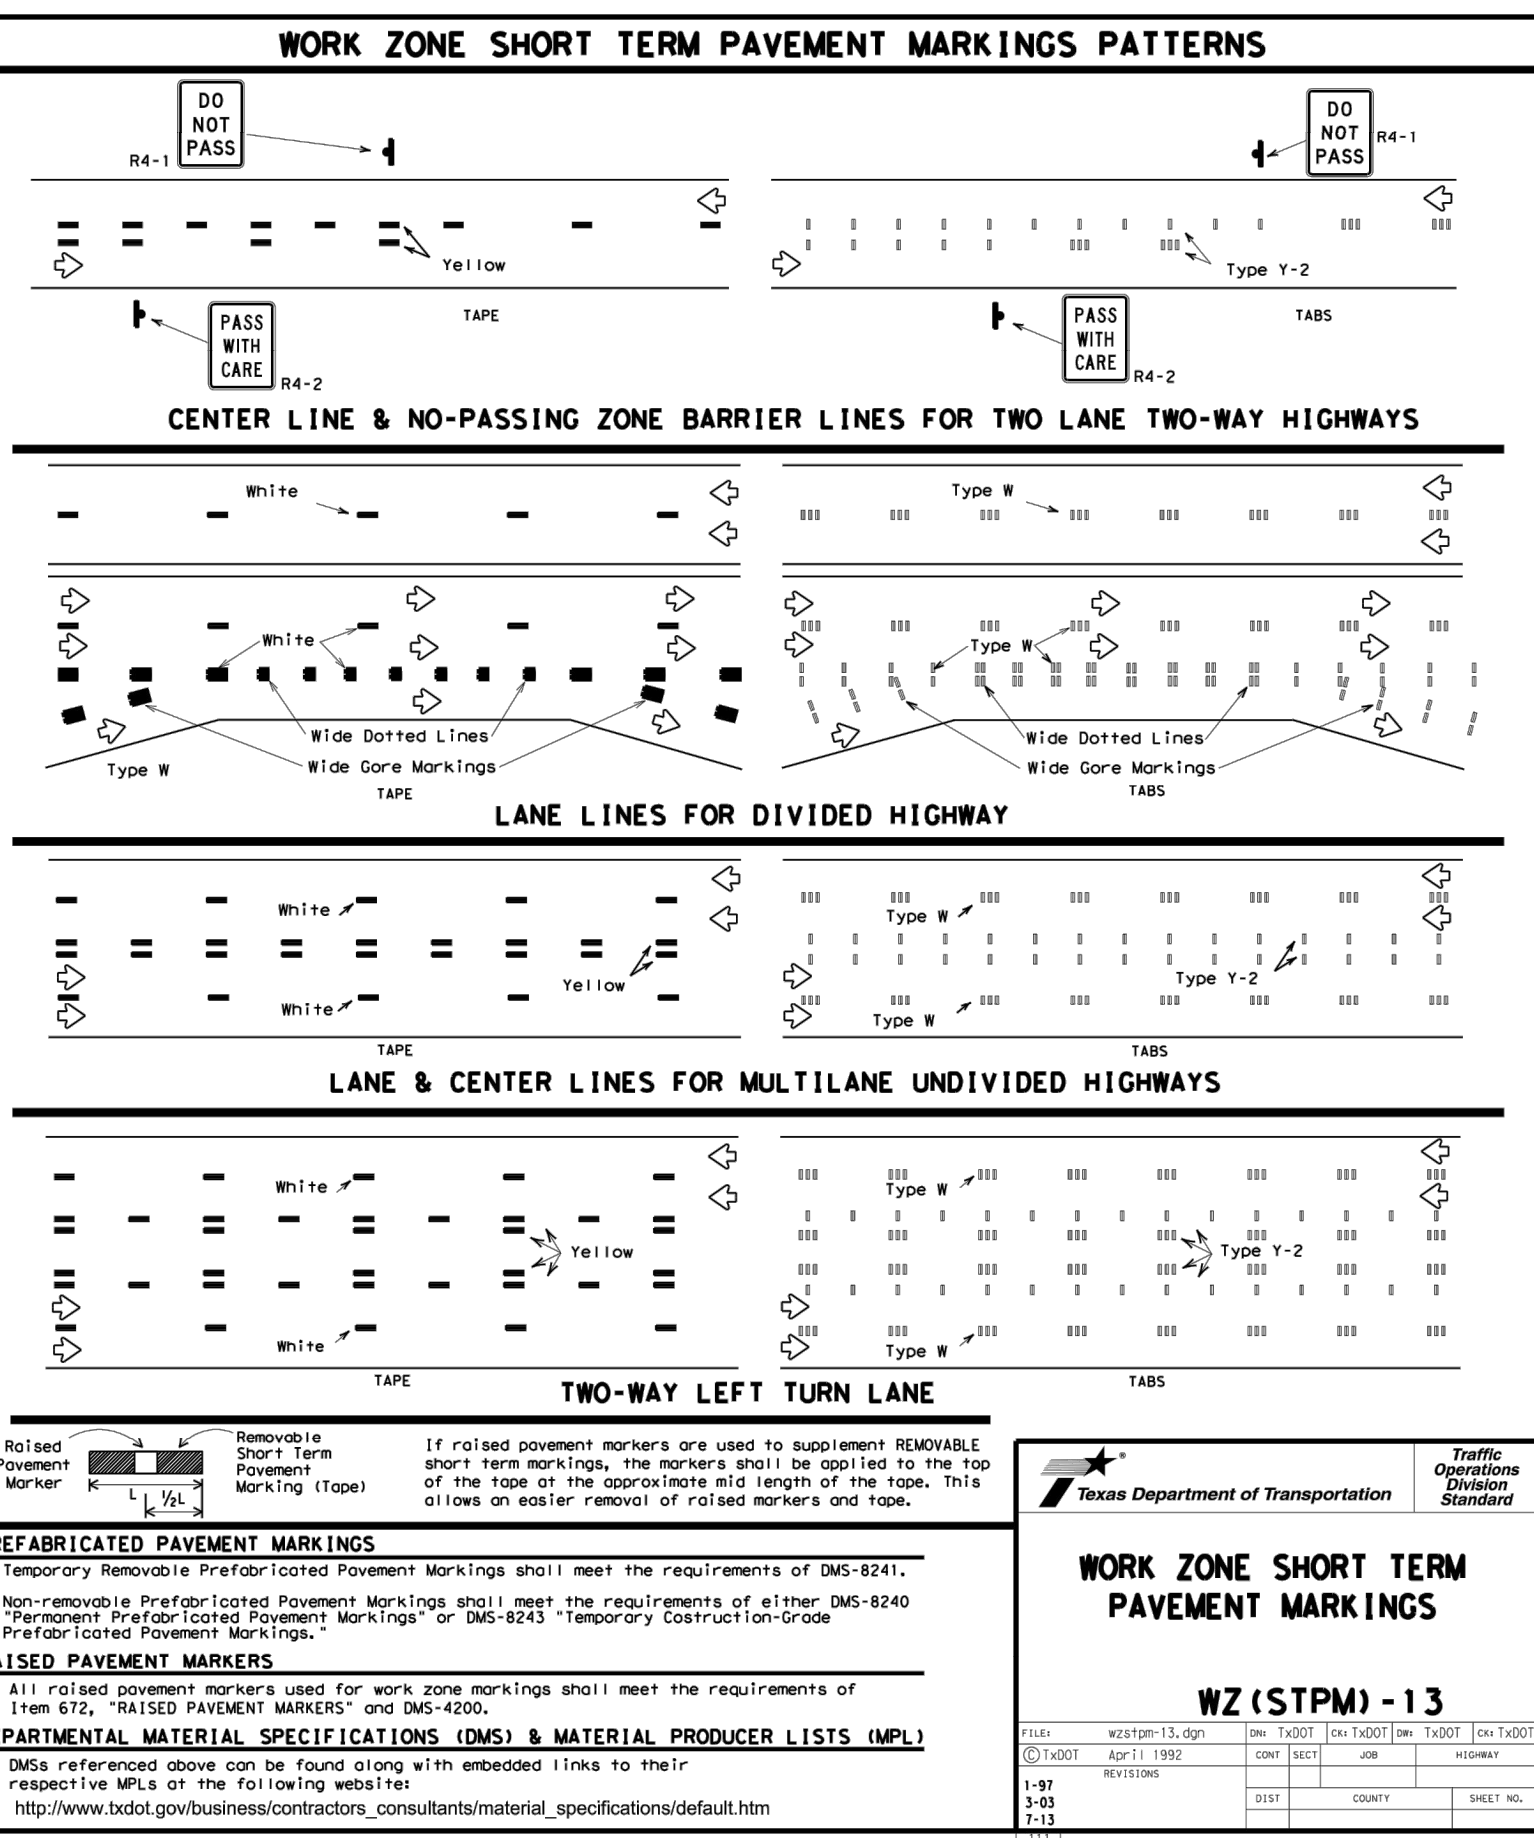 WORK ZONE SHORT TERM PAVEMENT MARKINGS PATTERNS
DO
NOT
PASS
R4-1
DO
NOT
PASS
R4-1
Yellow
Type Y-2
PASS
WITH
CARE
R4-2
TAPE
PASS
WITH
CARE
R4-2
TABS
CENTER LINE & NO-PASSING ZONE BARRIER LINES FOR TWO LANE TWO-WAY HIGHWAYS
White
Type W
White
Type W
Wide Dotted Lines
Wide Gore Markings
Type W
TAPE
Wide Dotted Lines
Wide Gore Markings
TABS
LANE LINES FOR DIVIDED HIGHWAY
White
Yellow
White
TAPE
Type W
Type Y-2
Type W
TABS
LANE & CENTER LINES FOR MULTILANE UNDIVIDED HIGHWAYS
White
Yellow
White
TAPE
Type W
Type Y-2
Type W
TABS
TWO-WAY LEFT TURN LANE
Raised
Pavement
Marker
Removable
Short Term
Pavement
Marking (Tape)
L
½L
If raised pavement markers are used to supplement REMOVABLE
short term markings, the markers shall be applied to the top
of the tape at the approximate mid length of the tape. This
allows an easier removal of raised markers and tape.
EFABRICATED PAVEMENT MARKINGS
Temporary Removable Prefabricated Pavement Markings shall meet the requirements of DMS-8241.
Non-removable Prefabricated Pavement Markings shall meet the requirements of either DMS-8240
"Permanent Prefabricated Pavement Markings" or DMS-8243 "Temporary Costruction-Grade
Prefabricated Pavement Markings."
AISED PAVEMENT MARKERS
All raised pavement markers used for work zone markings shall meet the requirements of
Item 672, "RAISED PAVEMENT MARKERS" and DMS-4200.
PARTMENTAL MATERIAL SPECIFICATIONS (DMS) & MATERIAL PRODUCER LISTS (MPL)
DMSs referenced above can be found along with embedded links to their
respective MPLs at the following website:
http://www.txdot.gov/business/contractors_consultants/material_specifications/default.htm
®
Texas Department of Transportation
Traffic
Operations
Division
Standard
WORK ZONE SHORT TERM
PAVEMENT MARKINGS
WZ(STPM)-13
FILE: wzstpm-13.dgn DN: TxDOT CK: TxDOT DW: TxDOT CK: TxDOT
© TxDOT April 1992 CONT SECT JOB HIGHWAY
REVISIONS
1-97
3-03
7-13
DIST COUNTY SHEET NO.
111